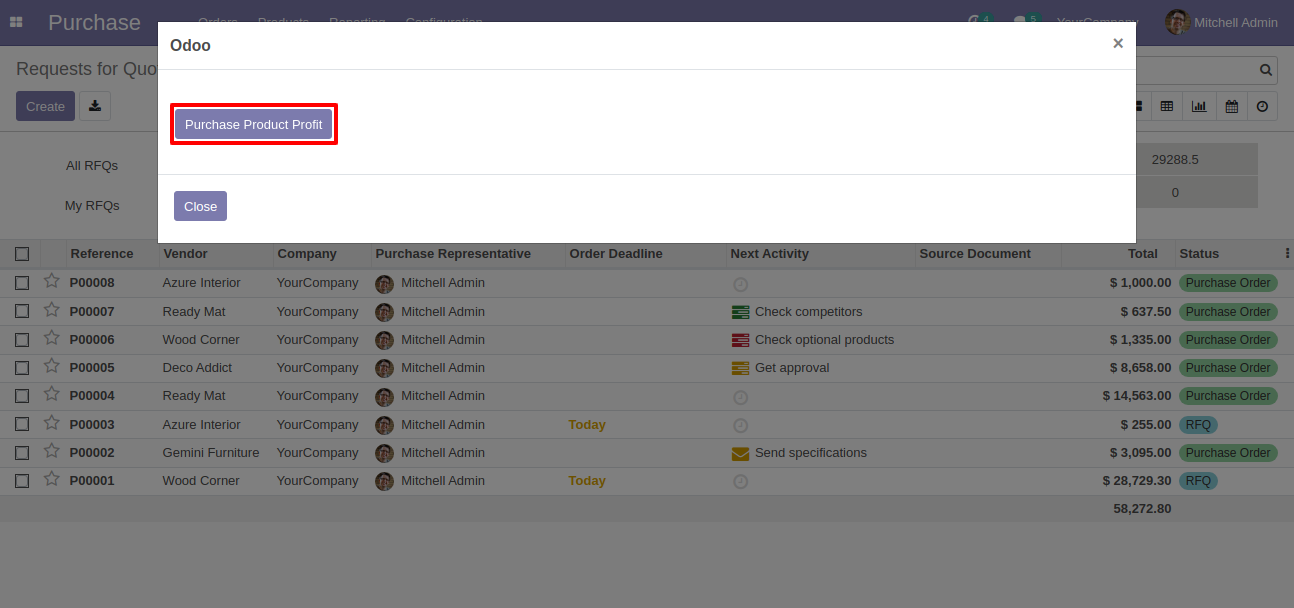 Purchase Orders Products Reporting Configuration 4 5 YourCompany Mitchell Admin
Odoo ×
Requests for Quo
Create
Purchase Product Profit
All RFQs 29288.5
My RFQs 0
Close
Reference Vendor Company Purchase Representative Order Deadline Next Activity Source Document Total Status
P00008 Azure Interior YourCompany Mitchell Admin $ 1,000.00 Purchase Order
P00007 Ready Mat YourCompany Mitchell Admin Check competitors $ 637.50 Purchase Order
P00006 Wood Corner YourCompany Mitchell Admin Check optional products $ 1,335.00 Purchase Order
P00005 Deco Addict YourCompany Mitchell Admin Get approval $ 8,658.00 Purchase Order
P00004 Ready Mat YourCompany Mitchell Admin $ 14,563.00 Purchase Order
P00003 Azure Interior YourCompany Mitchell Admin Today $ 255.00 RFQ
P00002 Gemini Furniture YourCompany Mitchell Admin Send specifications $ 3,095.00 Purchase Order
P00001 Wood Corner YourCompany Mitchell Admin Today $ 28,729.30 RFQ
58,272.80